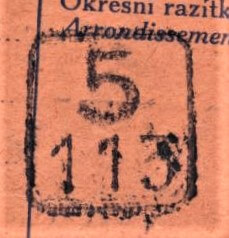 Okresní razítk
Arrondissemen
5
113